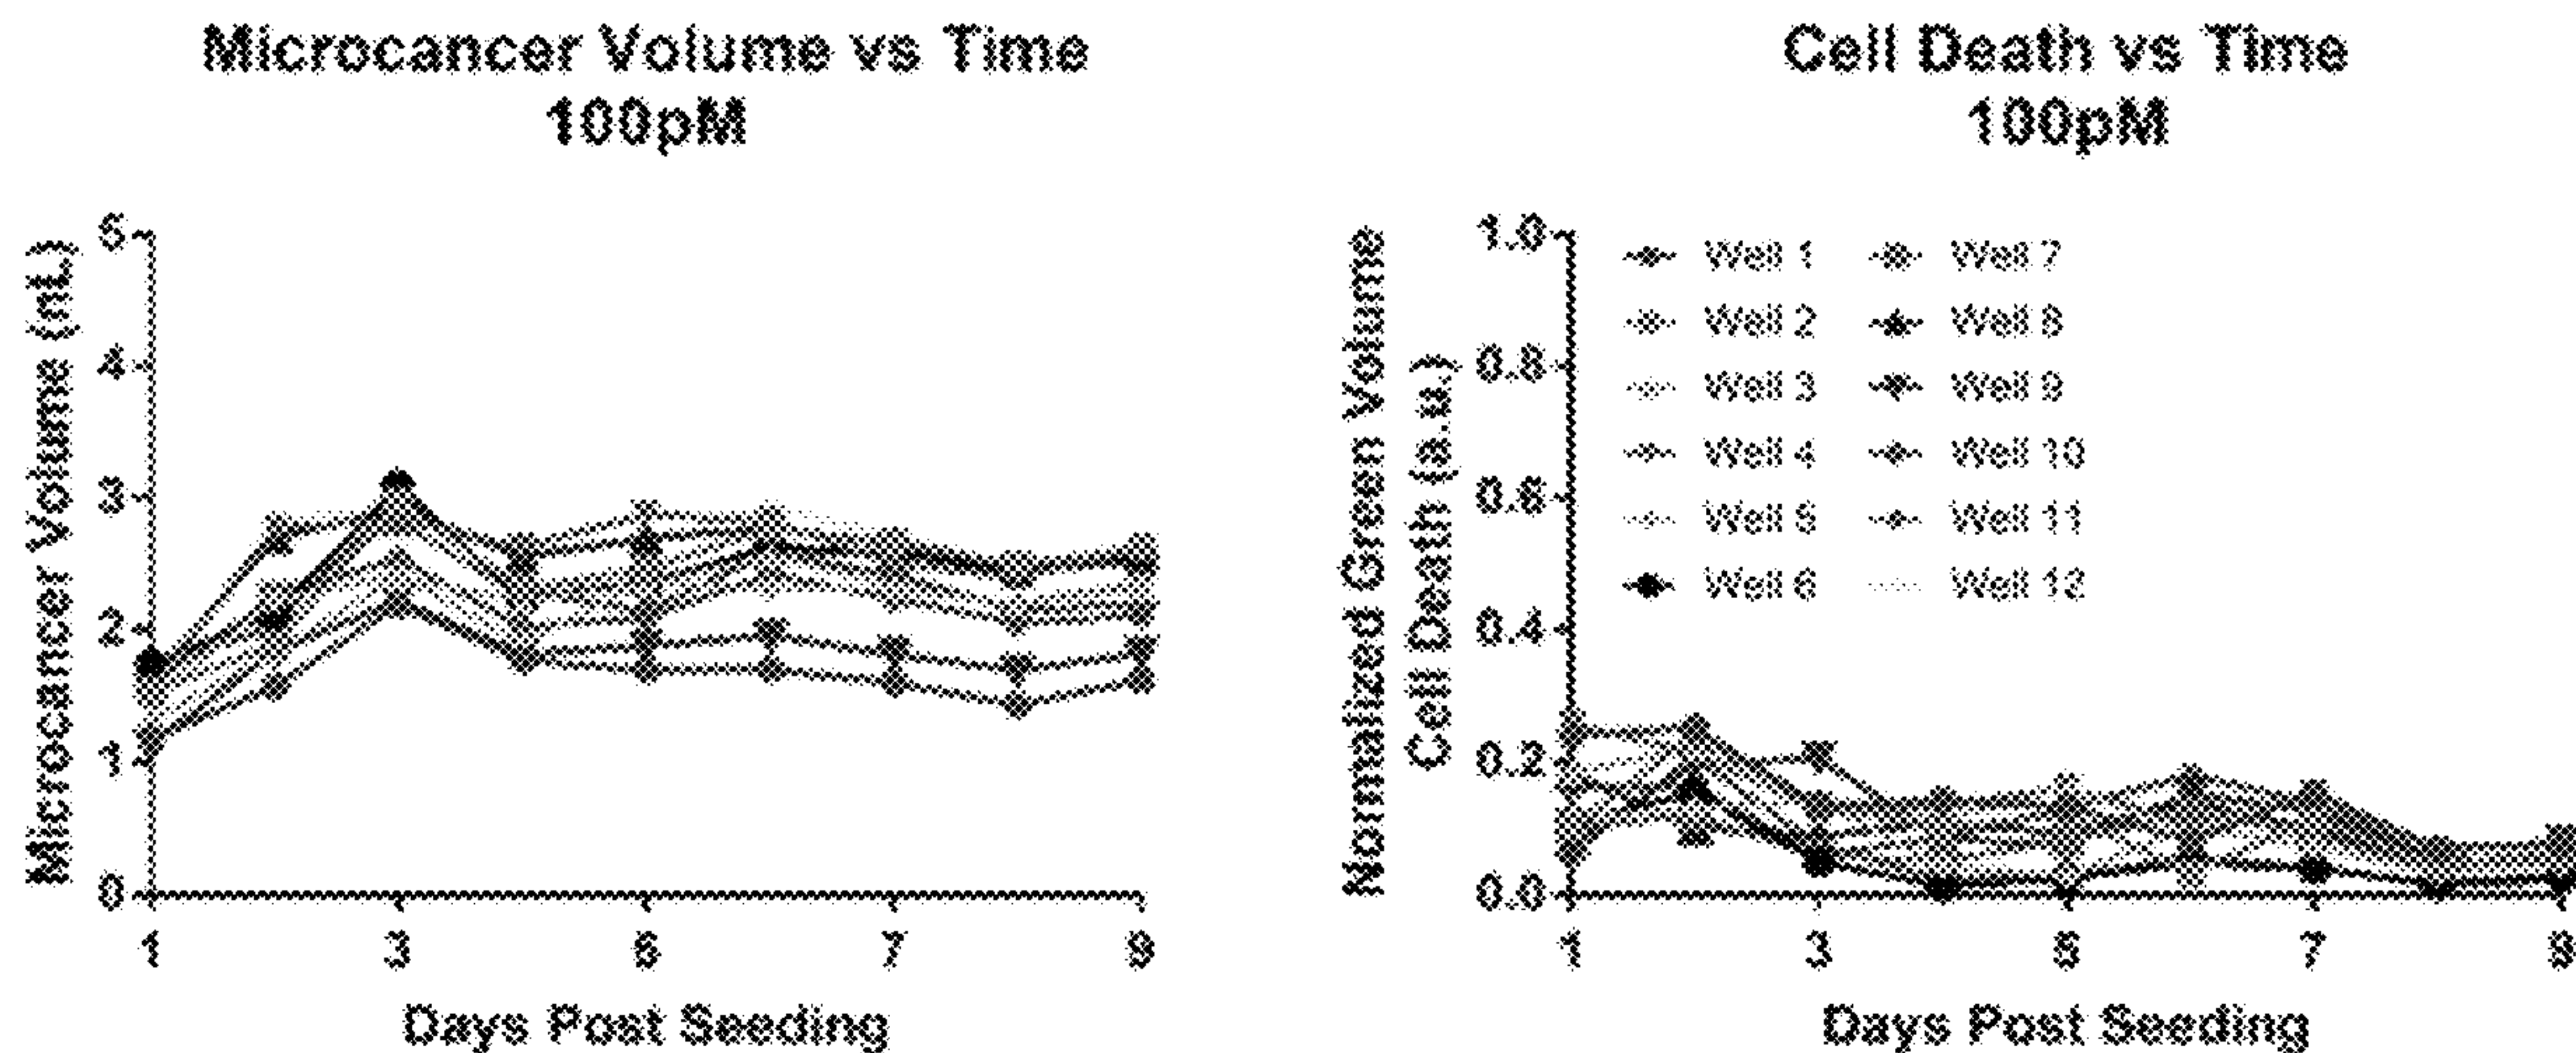 Microcancer Volume vs Time
100pM
Microcancer Volume (nL)
5
4
3
2
1
0
1 3 5 7 9
Days Post Seeding
Cell Death vs Time
100pM
Normalized Green Volume
Cell Death (a.u.)
1.0
0.8
0.6
0.4
0.2
0.0
Well 1 Well 7
Well 2 Well 8
Well 3 Well 9
Well 4 Well 10
Well 5 Well 11
Well 6 Well 12
1 3 5 7 9
Days Post Seeding